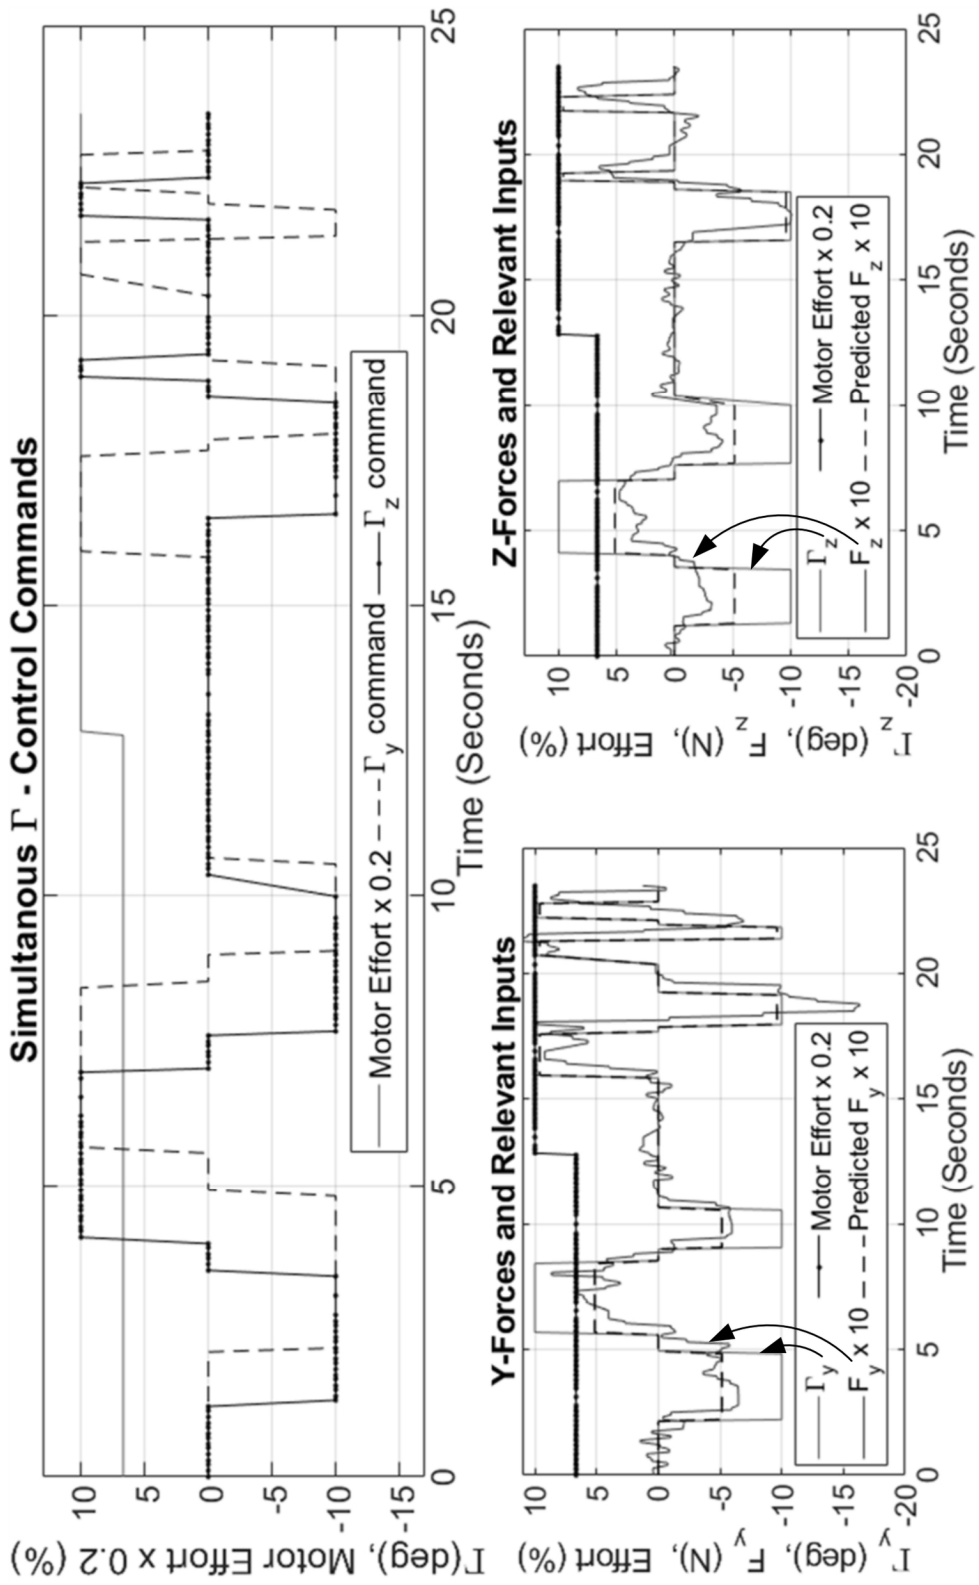 Simultanous Γ - Control Commands
Γ(deg), Motor Effort x 0.2 (%)
10
5
0
-5
-10
-15
0 5 10 15 20 25
Time (Seconds)
Motor Effort x 0.2 Γy command Γz command
Y-Forces and Relevant Inputs
Γy (deg), Fy (N), Effort (%)
10
5
0
-5
-10
-15
-20
0 5 10 15 20 25
Time (Seconds)
Γy Motor Effort x 0.2
Fy x 10 Predicted Fy x 10
Z-Forces and Relevant Inputs
Γz (deg), Fz (N), Effort (%)
10
5
0
-5
-10
-15
-20
0 5 10 15 20 25
Time (Seconds)
Γz Motor Effort x 0.2
Fz x 10 Predicted Fz x 10